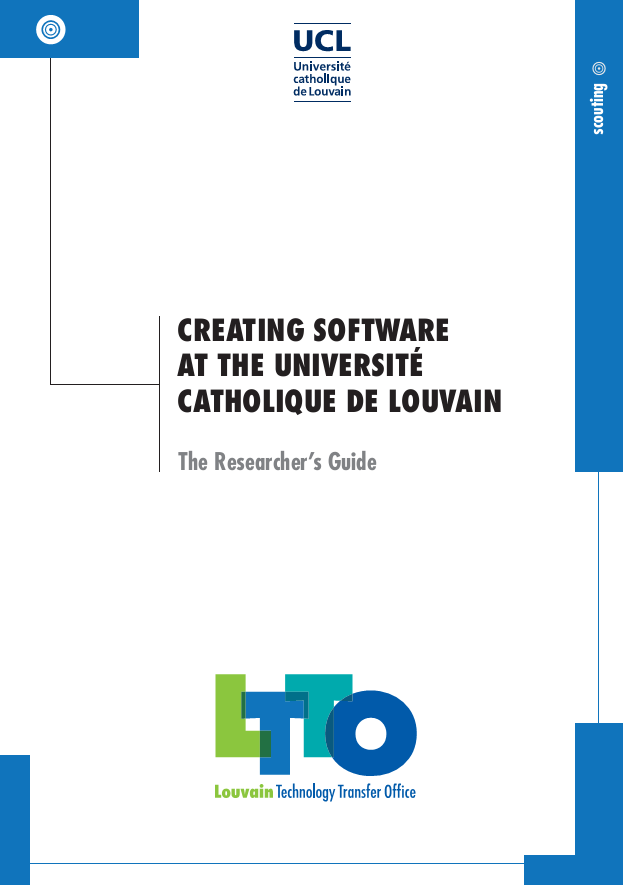 UCL
Université
catholique
de Louvain
scouting
CREATING SOFTWARE
AT THE UNIVERSITÉ
CATHOLIQUE DE LOUVAIN
The Researcher's Guide
LTTO
Louvain Technology Transfer Office